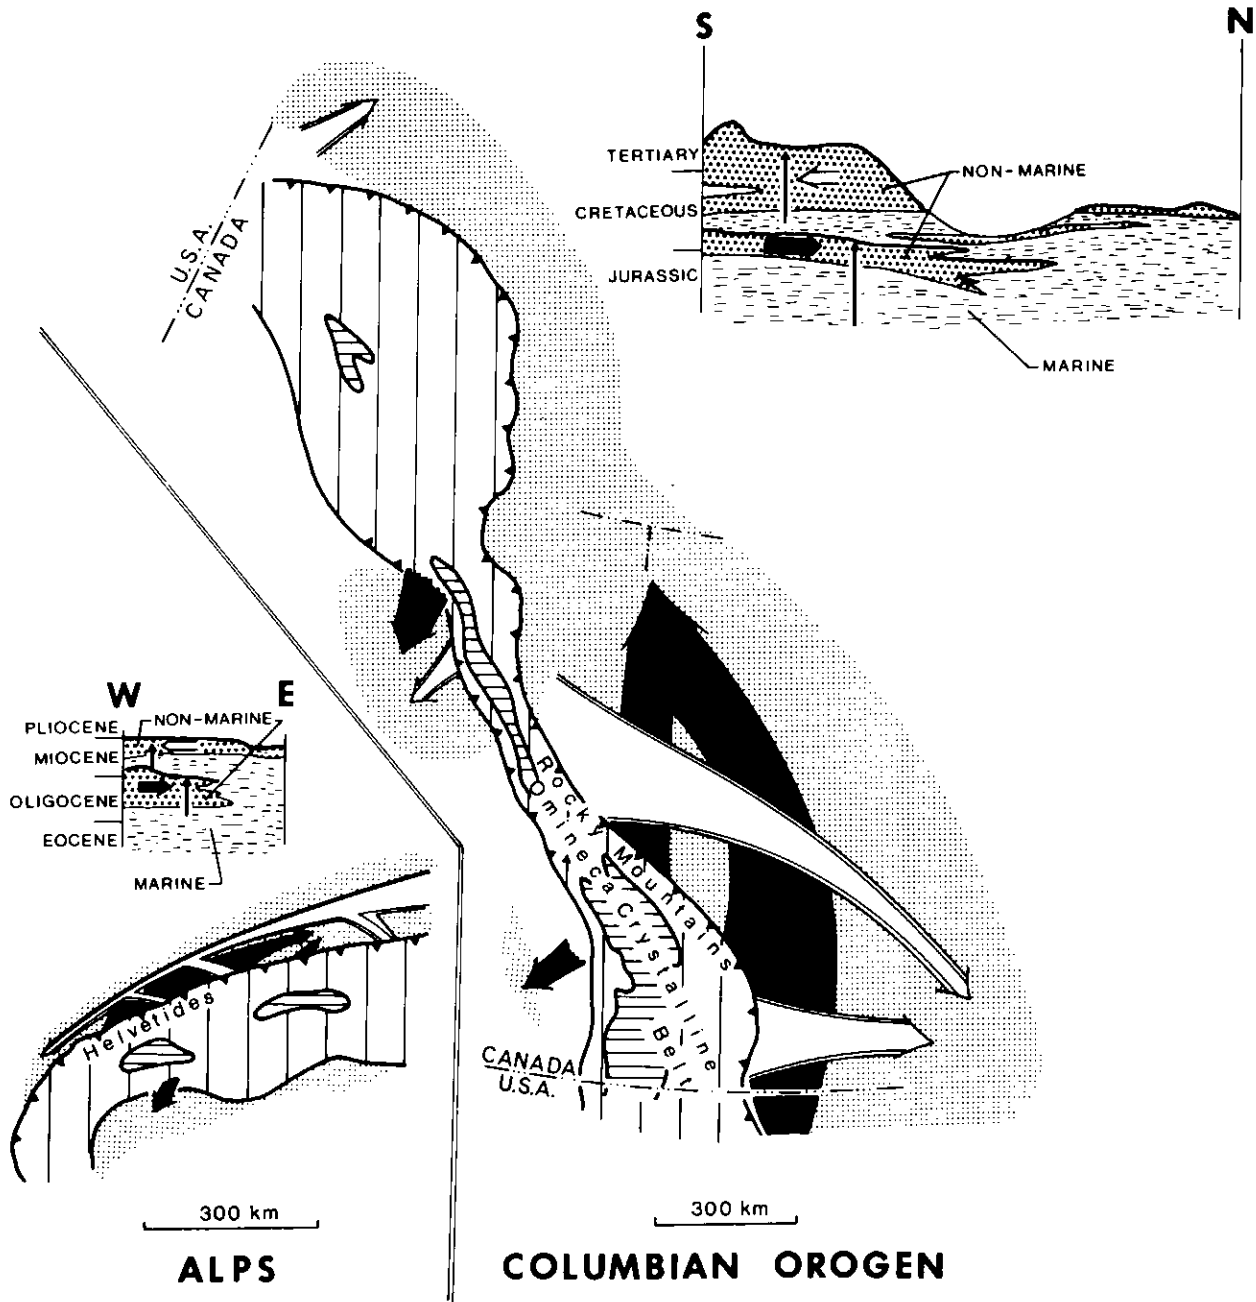 S
N
TERTIARY
NON-MARINE
CRETACEOUS
JURASSIC
MARINE
U.S.A.
CANADA
W
E
PLIOCENE
NON-MARINE
MIOCENE
OLIGOCENE
EOCENE
MARINE
Rocky Mountains
Omineca Crystalline Belt
Helvetides
CANADA
U.S.A.
300 km
300 km
ALPS
COLUMBIAN OROGEN